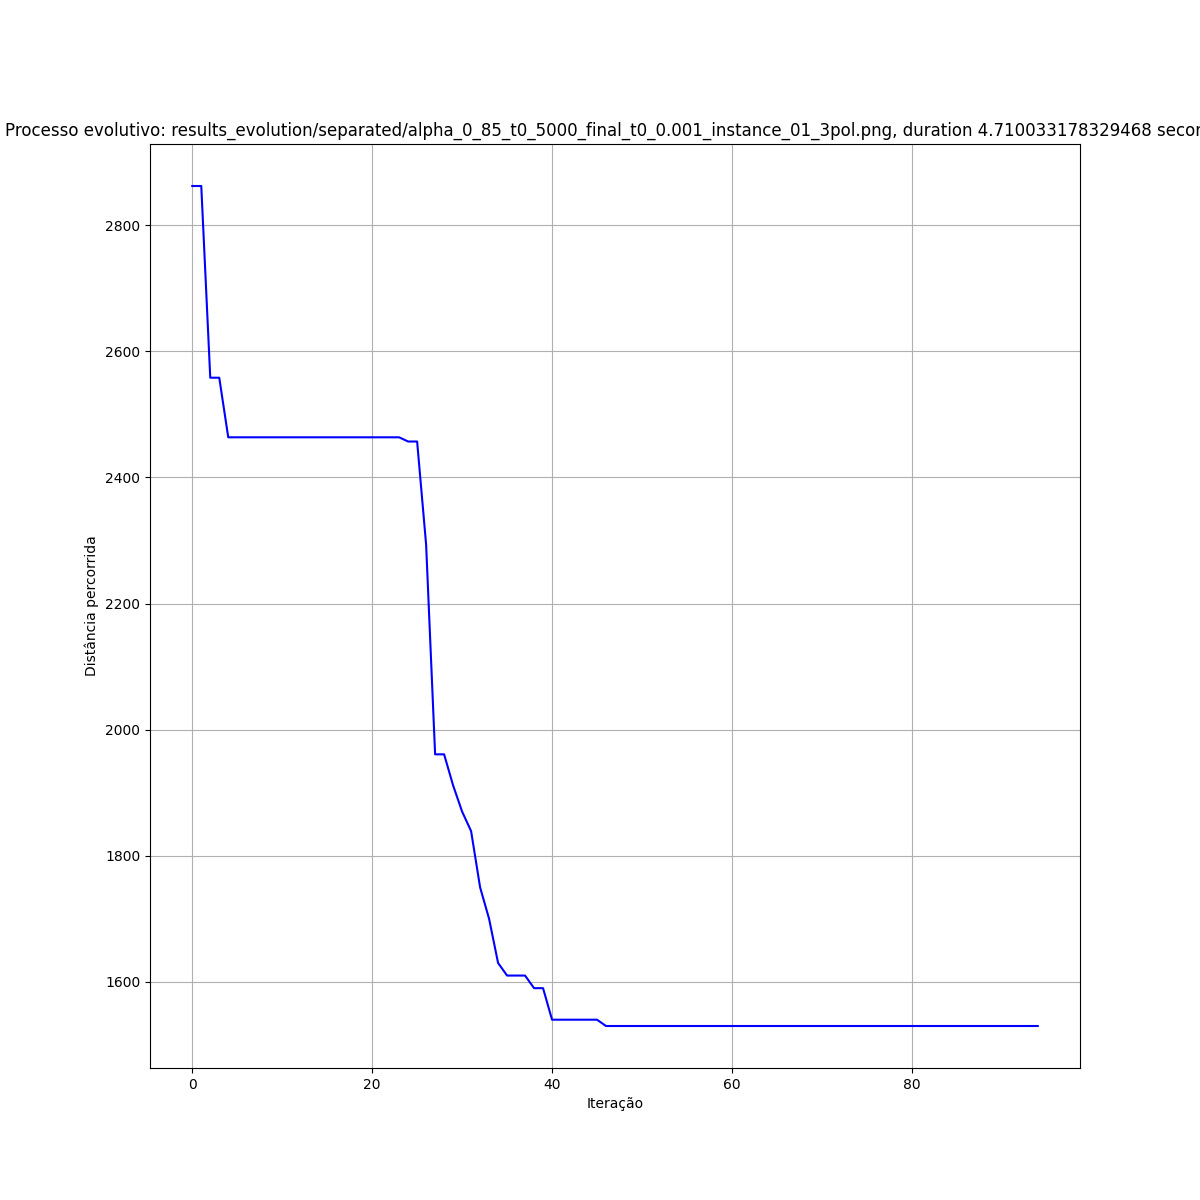 Processo evolutivo: results_evolution/separated/alpha_0_85_t0_5000_final_t0_0.001_instance_01_3pol.png, duration 4.710033178329468
2800
2600
2400
2200
2000
1800
1600
Distância percorrida
0 20 40 60 80
Iteração